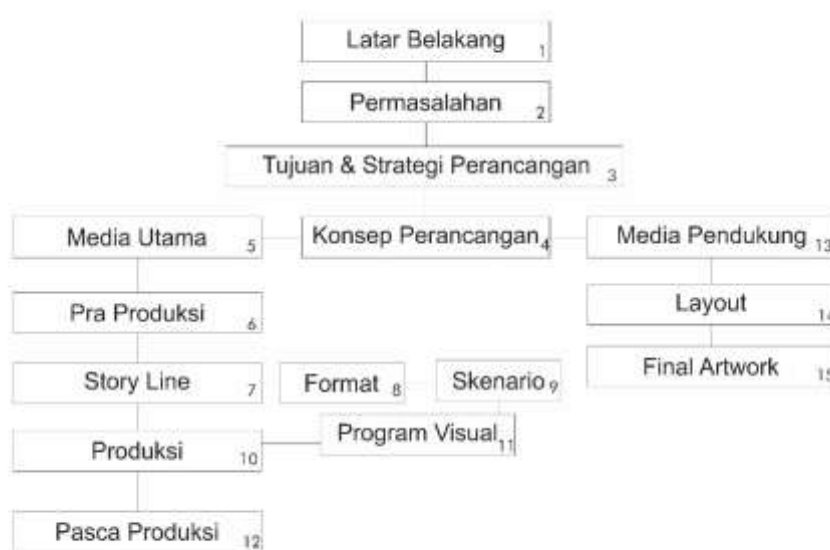 Latar Belakang 1
Permasalahan 2
Tujuan & Strategi Perancangan 3
Media Utama 5
Konsep Perancangan 4
Media Pendukung 13
Pra Produksi 6
Layout 14
Story Line 7
Format 8
Skenario 9
Final Artwork 15
Produksi 10
Program Visual 11
Pasca Produksi 12